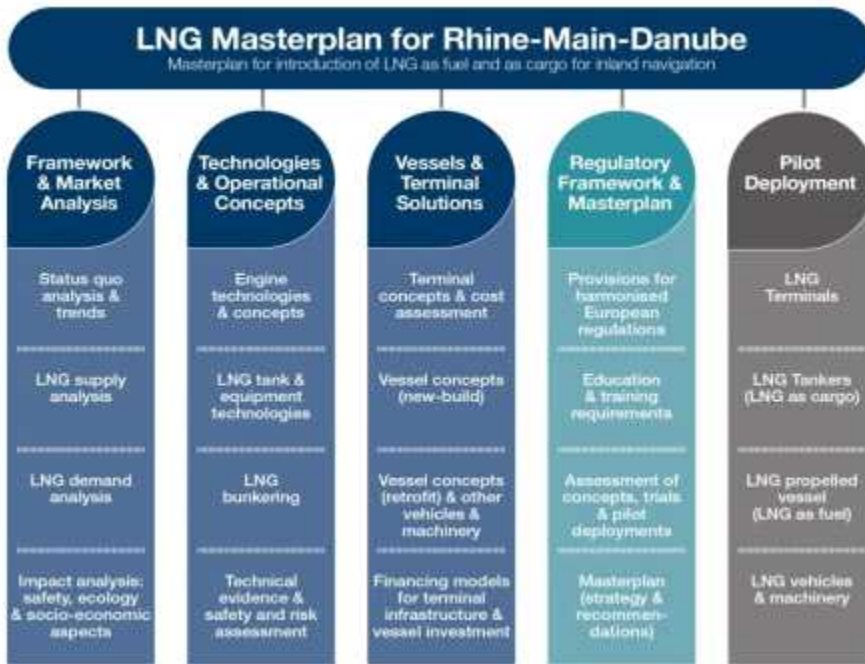 LNG Masterplan for Rhine-Main-Danube
Masterplan for introduction of LNG as fuel and as cargo for inland navigation
Framework
& Market
Analysis
Status quo
analysis &
trends
LNG supply
analysis
LNG demand
analysis
Impact analysis:
safety, ecology
& socio-economic
aspects
Technologies
& Operational
Concepts
Engine
technologies
& concepts
LNG tank &
equipment
technologies
LNG
bunkering
Technical
evidence
& safety and risk
assessment
Vessels &
Terminal
Solutions
Terminal
concepts & cost
assessment
Vessel concepts
(new-build)
Vessel concepts
(retrofit) & other
vehicles &
machinery
Financing models
for terminal
infrastructure &
vessel investment
Regulatory
Framework &
Masterplan
Provisions for
harmonised
European
regulations
Education
& training
requirements
Assessment of
concepts, trials
& pilot
deployments
Masterplan
(strategy &
recommen-
dations)
Pilot
Deployment
LNG
Terminals
LNG Tankers
(LNG as cargo)
LNG propelled
vessel
(LNG as fuel)
LNG vehicles
& machinery